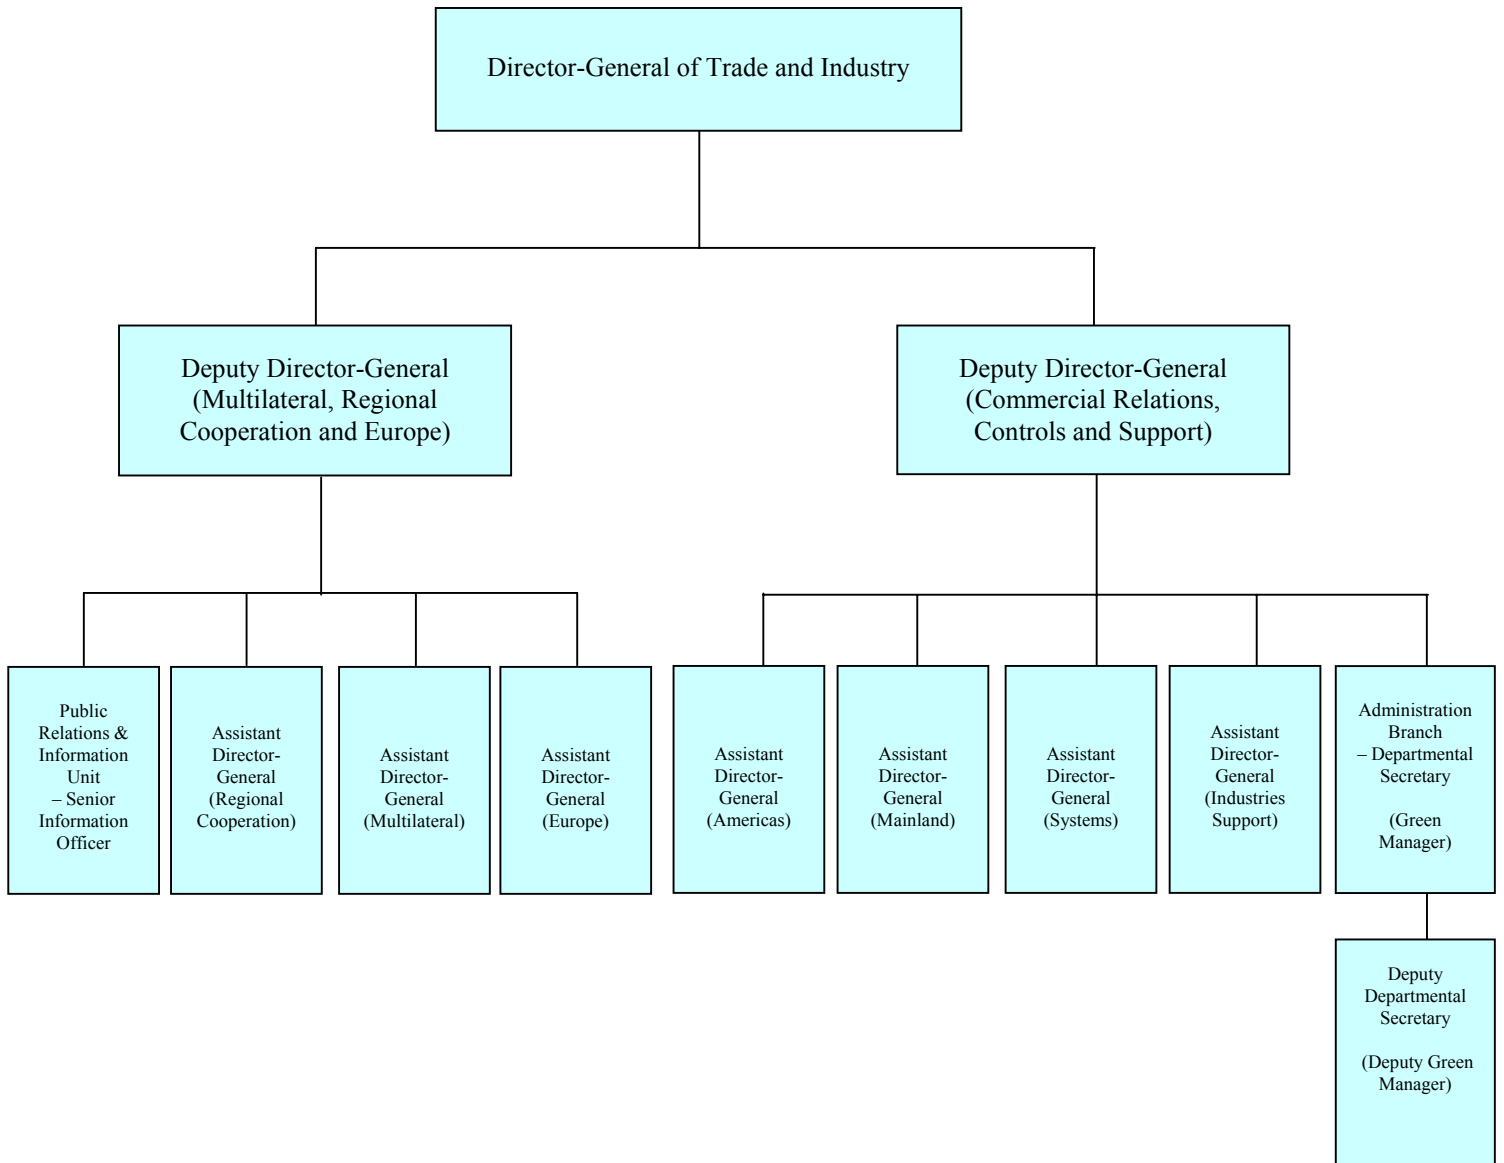 Director-General of Trade and Industry
Deputy Director-General
(Multilateral, Regional
Cooperation and Europe)
Deputy Director-General
(Commercial Relations,
Controls and Support)
Public
Relations &
Information
Unit
– Senior
Information
Officer
Assistant
Director-
General
(Regional
Cooperation)
Assistant
Director-
General
(Multilateral)
Assistant
Director-
General
(Europe)
Assistant
Director-
General
(Americas)
Assistant
Director-
General
(Mainland)
Assistant
Director-
General
(Systems)
Assistant
Director-
General
(Industries
Support)
Administration
Branch
– Departmental
Secretary
(Green
Manager)
Deputy
Departmental
Secretary
(Deputy Green
Manager)